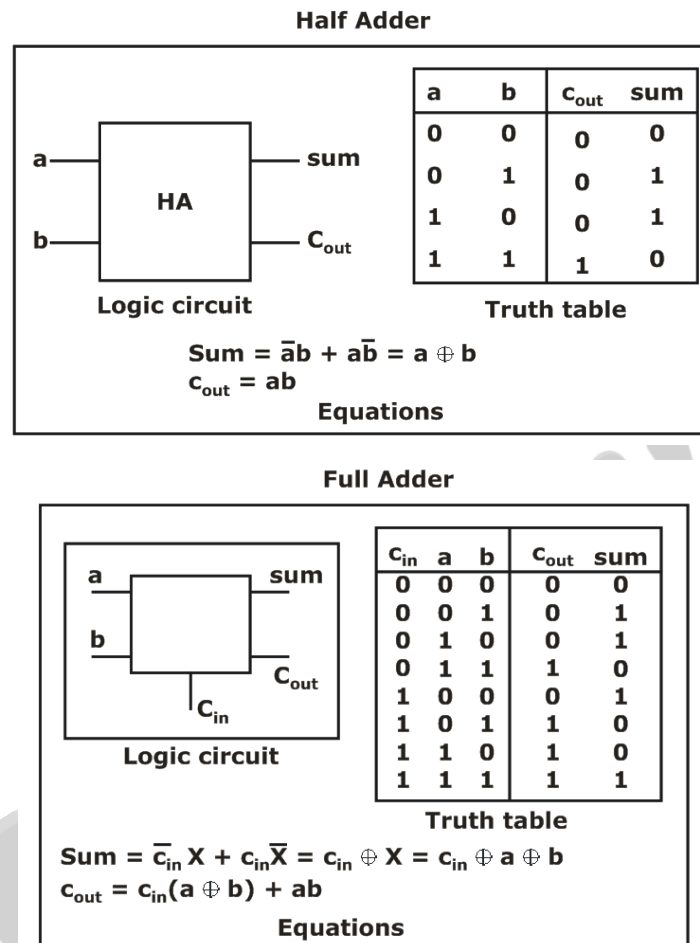 Half Adder
a b c_out sum
0 0 0 0
0 1 0 1
1 0 0 1
1 1 1 0
a
sum
HA
b
C_out
Logic circuit
Truth table
Sum = a̅b + ab̅ = a ⊕ b
c_out = ab
Equations
Full Adder
a
sum
b
C_out
C_in
Logic circuit
c_in a b c_out sum
0 0 0 0 0
0 0 1 0 1
0 1 0 0 1
0 1 1 1 0
1 0 0 0 1
1 0 1 1 0
1 1 0 1 0
1 1 1 1 1
Truth table
Sum = c̅_in X + c_in X̅ = c_in ⊕ X = c_in ⊕ a ⊕ b
c_out = c_in(a ⊕ b) + ab
Equations